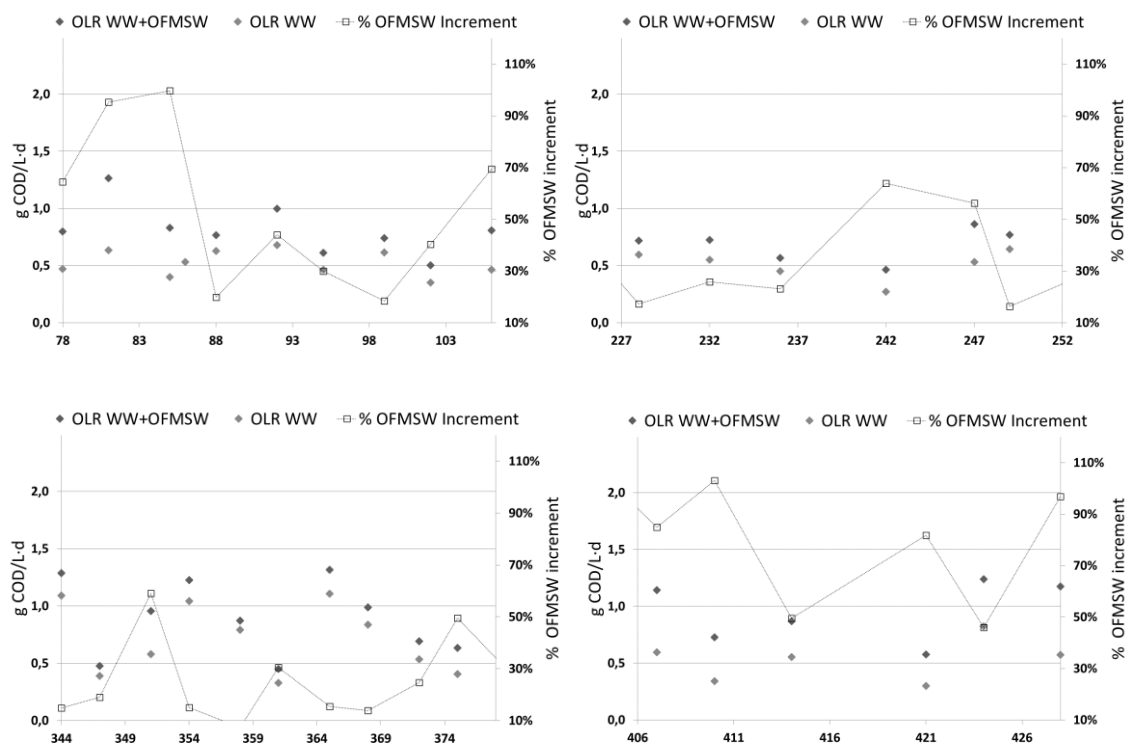 OLR WW+OFMSW OLR WW % OFMSW Increment
2,0
1,5
1,0
0,5
0,0
g COD/L·d
110%
90%
70%
50%
30%
10%
% OFMSW increment
78 83 88 93 98 103
OLR WW+OFMSW OLR WW % OFMSW Increment
2,0
1,5
1,0
0,5
0,0
g COD/L·d
110%
90%
70%
50%
30%
10%
% OFMSW increment
227 232 237 242 247 252
OLR WW+OFMSW OLR WW % OFMSW Increment
2,0
1,5
1,0
0,5
0,0
g COD/L·d
110%
90%
70%
50%
30%
10%
% OFMSW increment
344 349 354 359 364 369 374
OLR WW+OFMSW OLR WW % OFMSW Increment
2,0
1,5
1,0
0,5
0,0
g COD/L·d
110%
90%
70%
50%
30%
10%
% OFMSW increment
406 411 416 421 426